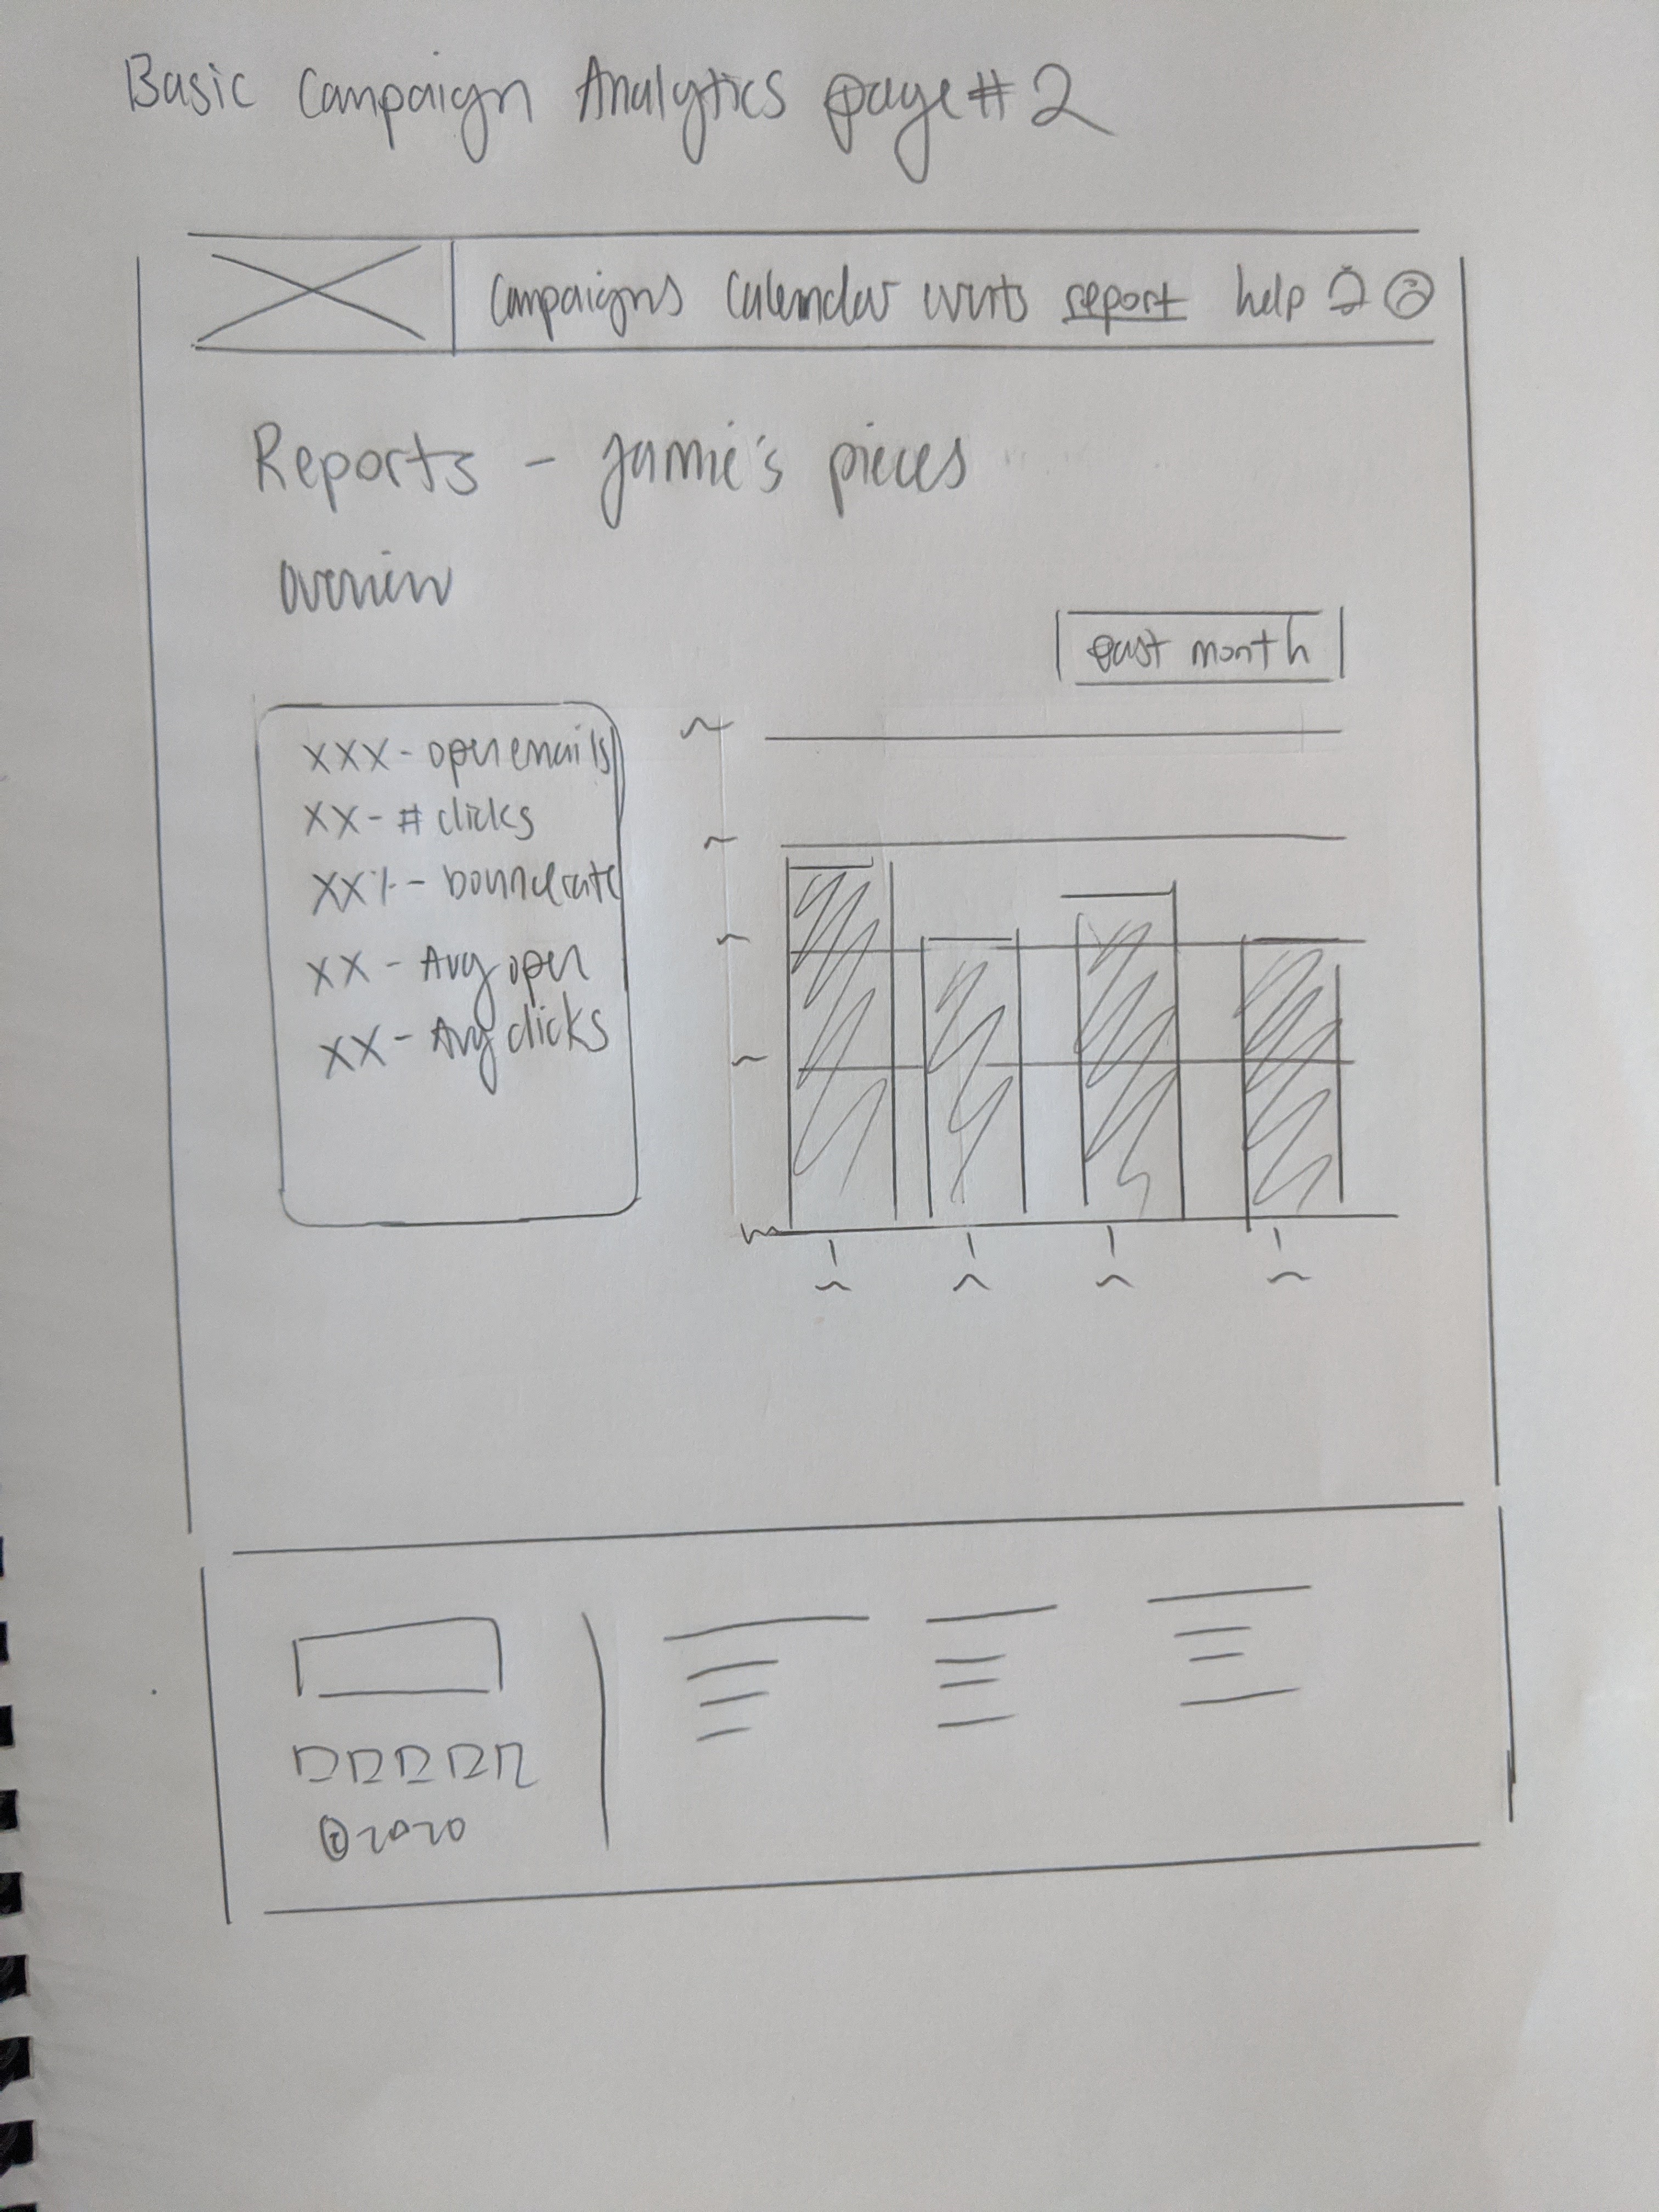 Basic Campaign Analytics page #2
Campaigns Calendar events report help
Reports - Jamie's pieces
Overview
past month
XXX - open emails
XX - # clicks
XX% - bounce rate
XX - Avg open
XX - Avg clicks
©2020